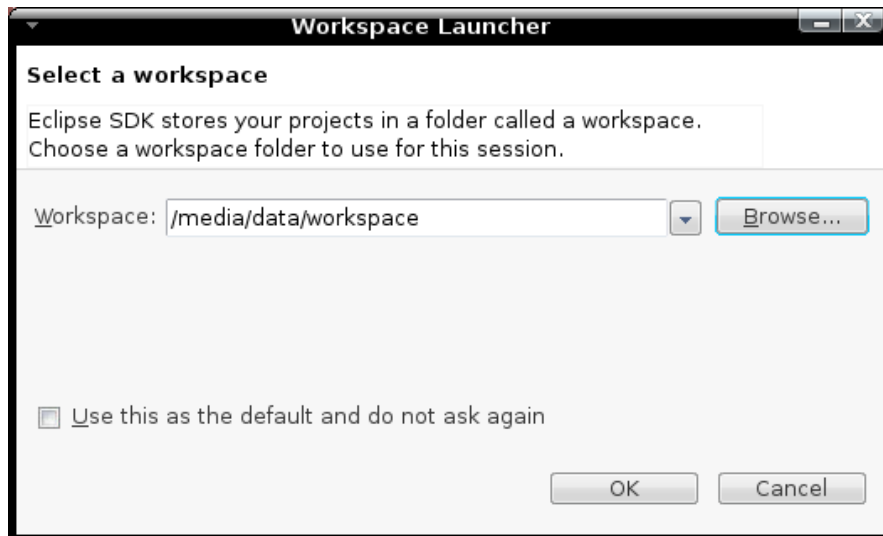 Workspace Launcher
Select a workspace
Eclipse SDK stores your projects in a folder called a workspace.
Choose a workspace folder to use for this session.
Workspace: /media/data/workspace Browse...
Use this as the default and do not ask again
OK Cancel